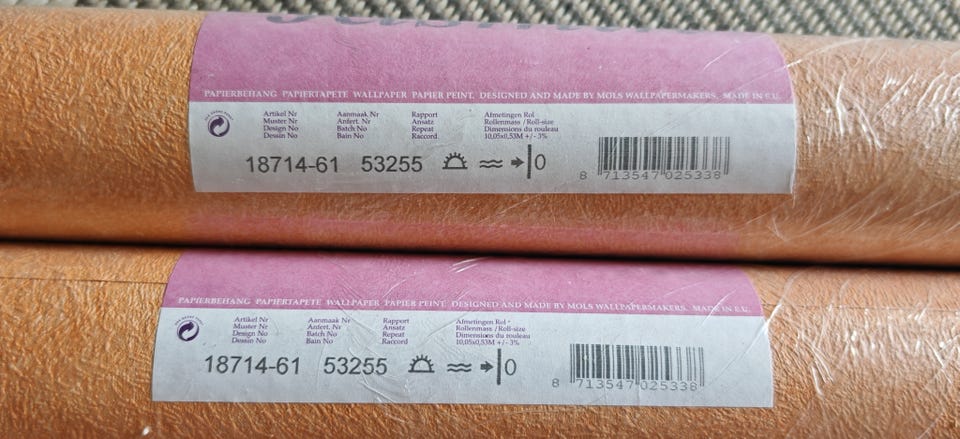 PAPIERBEHANG PAPIERTAPETE WALLPAPER PAPIER PEINT. DESIGNED AND MADE BY MOLS WALLPAPERMAKERS. MADE IN E.U.
Artikel Nr Aanmaak Nr Rapport Afmetingen Rol
Muster Nr Anfert. Nr Ansatz Rollenmass /Roll-size
Design No Batch No Repeat Dimensions du rouleau
Dessin No Bain No Raccord 10,05x0,53M +/- 3%
18714-61 53255 0
8 713547 025338
PAPIERBEHANG PAPIERTAPETE WALLPAPER PAPIER PEINT. DESIGNED AND MADE BY MOLS WALLPAPERMAKERS. MADE IN E.U.
Artikel Nr Aanmaak Nr Rapport Afmetingen Rol
Muster Nr Anfert. Nr Ansatz Rollenmass /Roll-size
Design No Batch No Repeat Dimensions du rouleau
Dessin No Bain No Raccord 10,05x0,53M +/- 3%
18714-61 53255 0
8 713547 025338